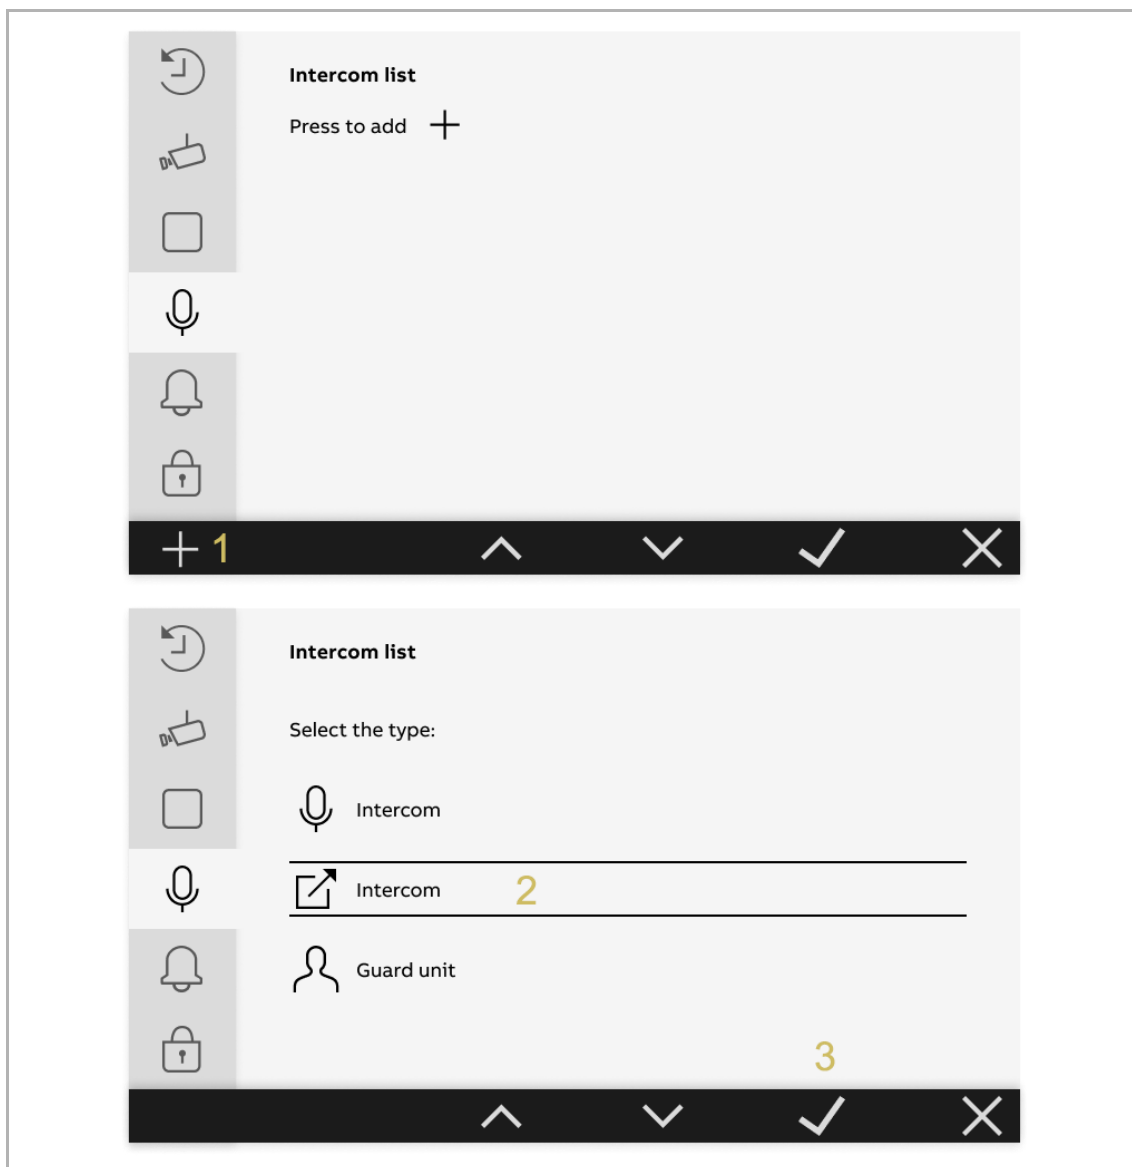 Intercom list
Press to add
1
Intercom list
Select the type:
Intercom
Intercom 2
Guard unit
3